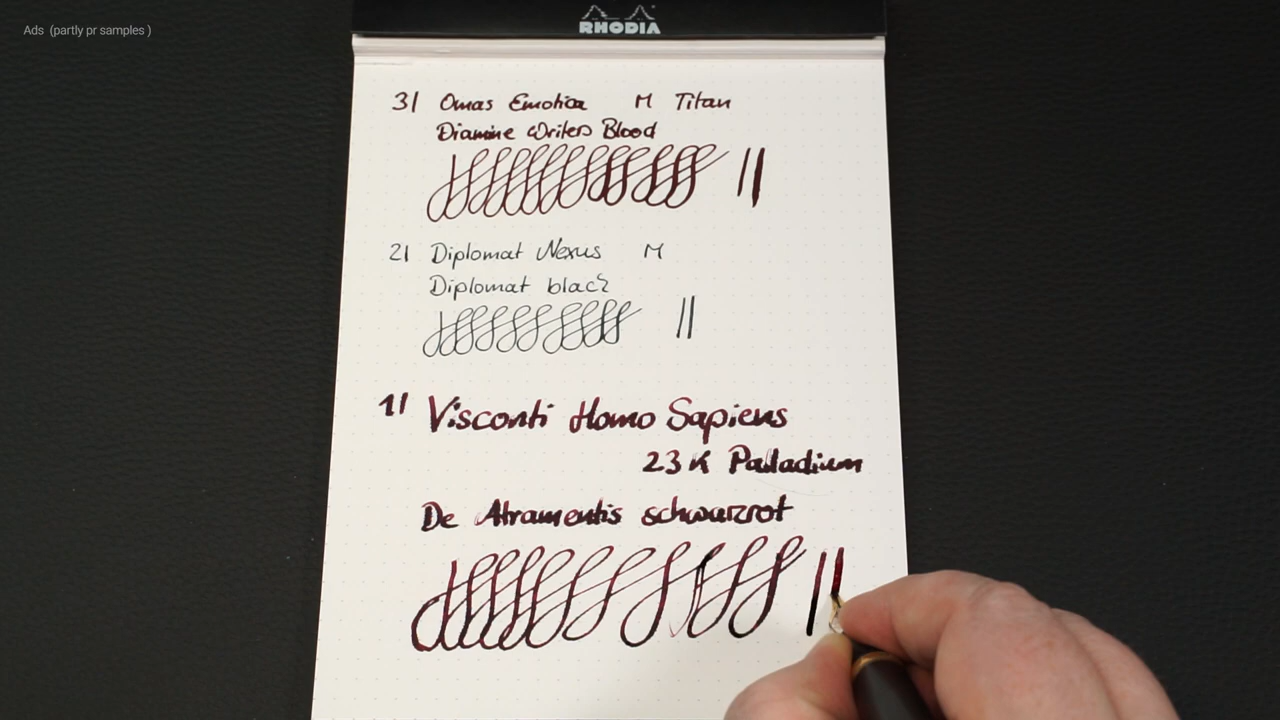 Ads (partly pr samples )
RHODIA
3| Omas Emotica M Titan
Diamine Writers Blood
2| Diplomat Nexus M
Diplomat black
1| Visconti Homo Sapiens
23K Palladium
De Atramentis schwarzrot